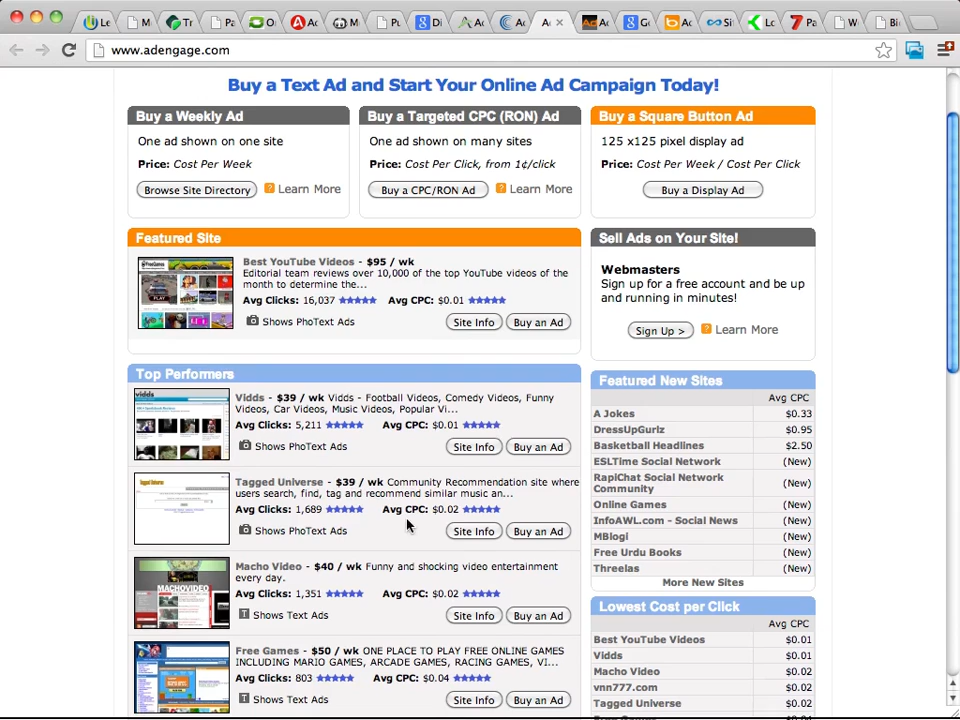 Le
M
Tr
Pa
O
Ac
M
Pu
Di
Ac
Ac
A
Ac
G
Ac
Si
Lo
Pa
W
Bi
www.adengage.com
Buy a Text Ad and Start Your Online Ad Campaign Today!
Buy a Weekly Ad
One ad shown on one site
Price: Cost Per Week
Browse Site Directory ? Learn More
Buy a Targeted CPC (RON) Ad
One ad shown on many sites
Price: Cost Per Click, from 1¢/click
Buy a CPC/RON Ad ? Learn More
Buy a Square Button Ad
125 x125 pixel display ad
Price: Cost Per Week / Cost Per Click
Buy a Display Ad
Featured Site
Best YouTube Videos - $95 / wk
Editorial team reviews over 10,000 of the top YouTube videos of the
month to determine the...
Avg Clicks: 16,037 Avg CPC: $0.01
Shows PhoText Ads Site Info Buy an Ad
Sell Ads on Your Site!
Webmasters
Sign up for a free account and be up
and running in minutes!
Sign Up > ? Learn More
Top Performers
vidds
Vidds - $39 / wk Vidds - Football Videos, Comedy Videos, Funny
Videos, Car Videos, Music Videos, Popular Vi...
Avg Clicks: 5,211 Avg CPC: $0.01
Shows PhoText Ads Site Info Buy an Ad
Tagged Universe - $39 / wk Community Recommendation site where
users search, find, tag and recommend similar music an...
Avg Clicks: 1,689 Avg CPC: $0.02
Shows PhoText Ads Site Info Buy an Ad
MACHOVIDEO
Macho Video - $40 / wk Funny and shocking video entertainment
every day.
Avg Clicks: 1,351 Avg CPC: $0.02
T Shows Text Ads Site Info Buy an Ad
Free Games - $50 / wk ONE PLACE TO PLAY FREE ONLINE GAMES
INCLUDING MARIO GAMES, ARCADE GAMES, RACING GAMES, VI...
Avg Clicks: 803 Avg CPC: $0.04
T Shows Text Ads Site Info Buy an Ad
Featured New Sites
Avg CPC
A Jokes $0.33
DressUpGurlz $0.95
Basketball Headlines $2.50
ESLTime Social Network (New)
RapiChat Social Network
Community (New)
Online Games (New)
InfoAWL.com - Social News (New)
MBlogi (New)
Free Urdu Books (New)
Threelas (New)
More New Sites
Lowest Cost per Click
Avg CPC
Best YouTube Videos $0.01
Vidds $0.01
Macho Video $0.02
vnn777.com $0.02
Tagged Universe $0.02